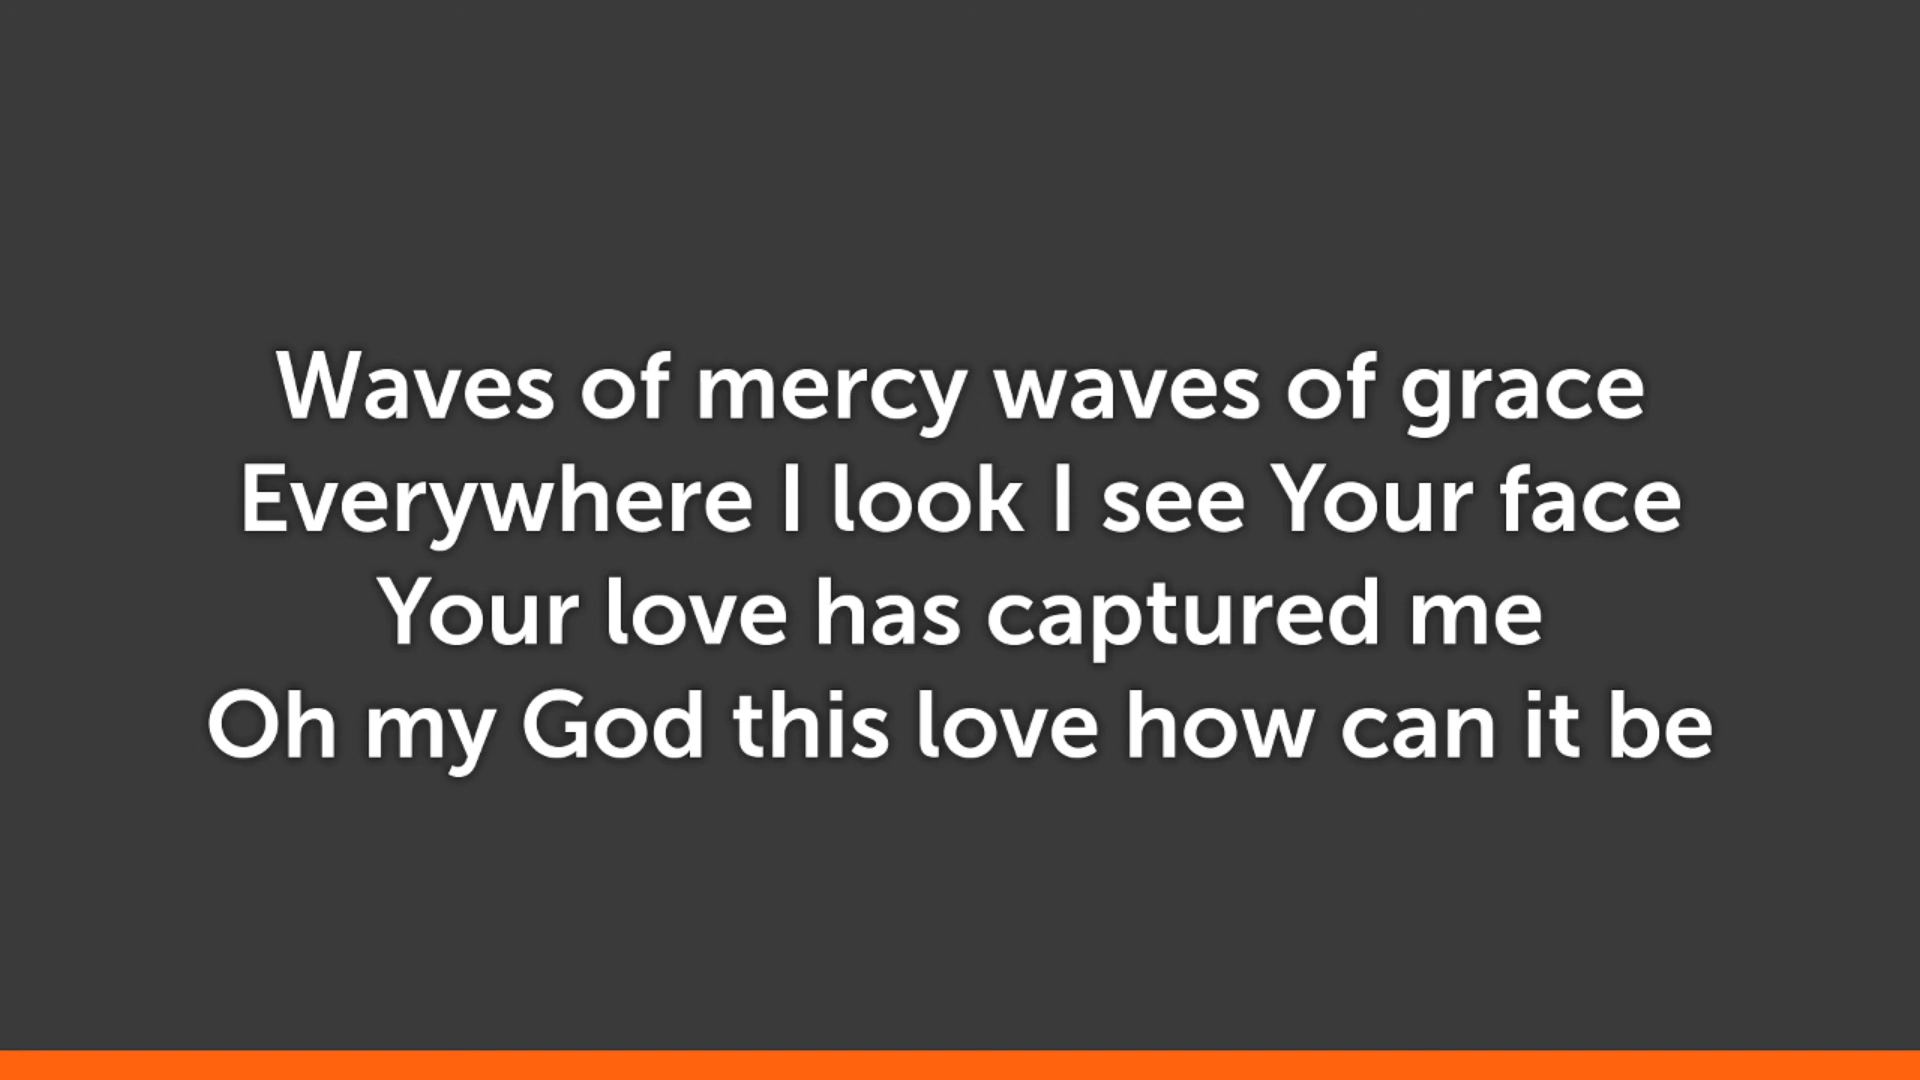 Waves of mercy waves of grace
Everywhere I look I see Your face
Your love has captured me
Oh my God this love how can it be